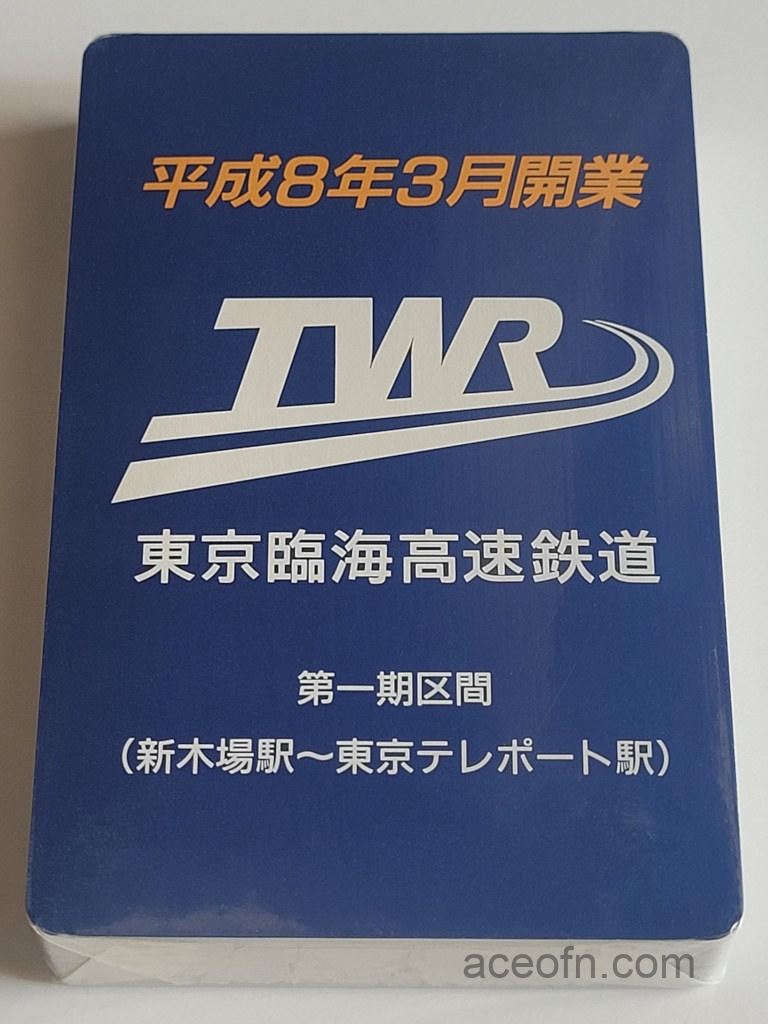 平成8年3月開業
TWR
東京臨海高速鉄道
第一期区間
（新木場駅～東京テレポート駅）
aceofn.com